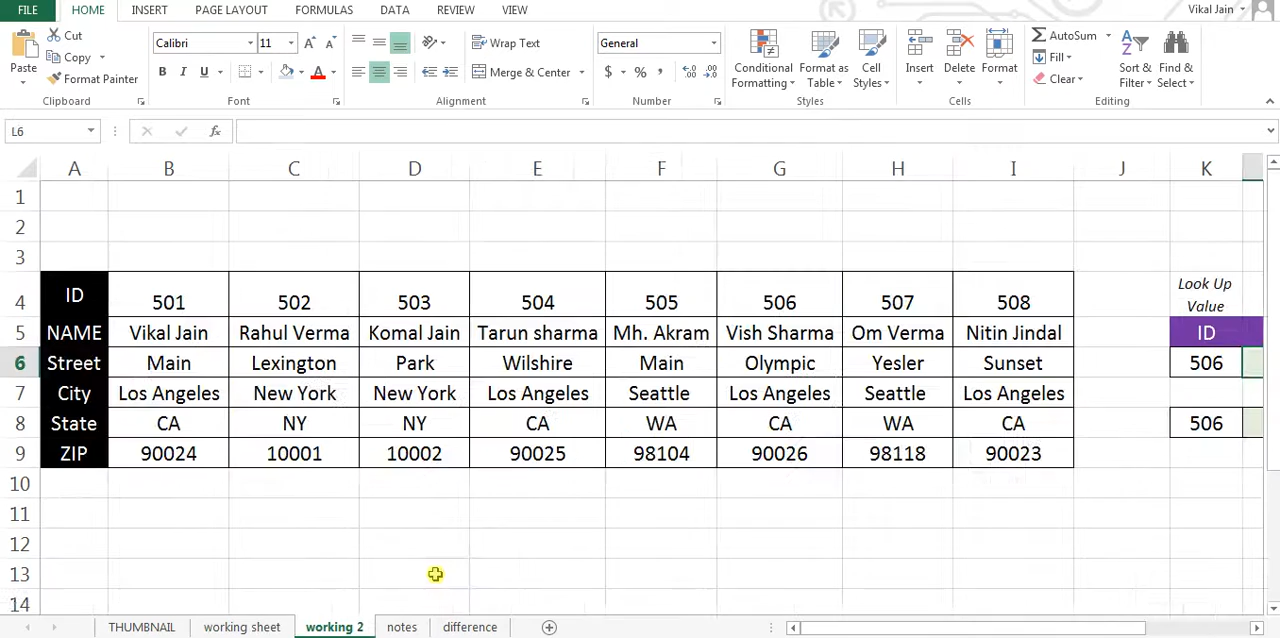 FILE HOME INSERT PAGE LAYOUT FORMULAS DATA REVIEW VIEW Vikal Jain
Cut
Copy
Format Painter
Paste
Clipboard
Calibri 11 A A
B I U A
Font
Wrap Text
Merge & Center
Alignment
General
$ % , .00 .0
Number
Conditional Formatting
Format as Table
Cell Styles
Styles
Insert
Delete
Format
Cells
AutoSum
Fill
Clear
Sort & Filter
Find & Select
Editing
L6 fx
A B C D E F G H I J K
1
2
3
4 ID 501 502 503 504 505 506 507 508 Look Up Value
5 NAME Vikal Jain Rahul Verma Komal Jain Tarun sharma Mh. Akram Vish Sharma Om Verma Nitin Jindal ID
6 Street Main Lexington Park Wilshire Main Olympic Yesler Sunset 506
7 City Los Angeles New York New York Los Angeles Seattle Los Angeles Seattle Los Angeles
8 State CA NY NY CA WA CA WA CA 506
9 ZIP 90024 10001 10002 90025 98104 90026 98118 90023
10
11
12
13
14
THUMBNAIL working sheet working 2 notes difference